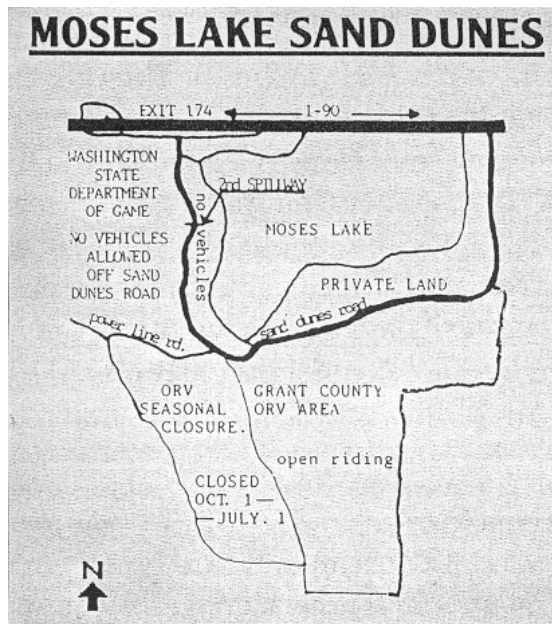 MOSES LAKE SAND DUNES
EXIT 174
I-90
WASHINGTON
STATE
DEPARTMENT
OF GAME
2nd SPILLWAY
no vehicles
MOSES LAKE
NO VEHICLES
ALLOWED
OFF SAND
DUNES ROAD
PRIVATE LAND
power line rd.
sand dunes road
ORV
SEASONAL
CLOSURE.
GRANT COUNTY
ORV AREA
open riding
CLOSED
OCT. 1—
—JULY. 1
N